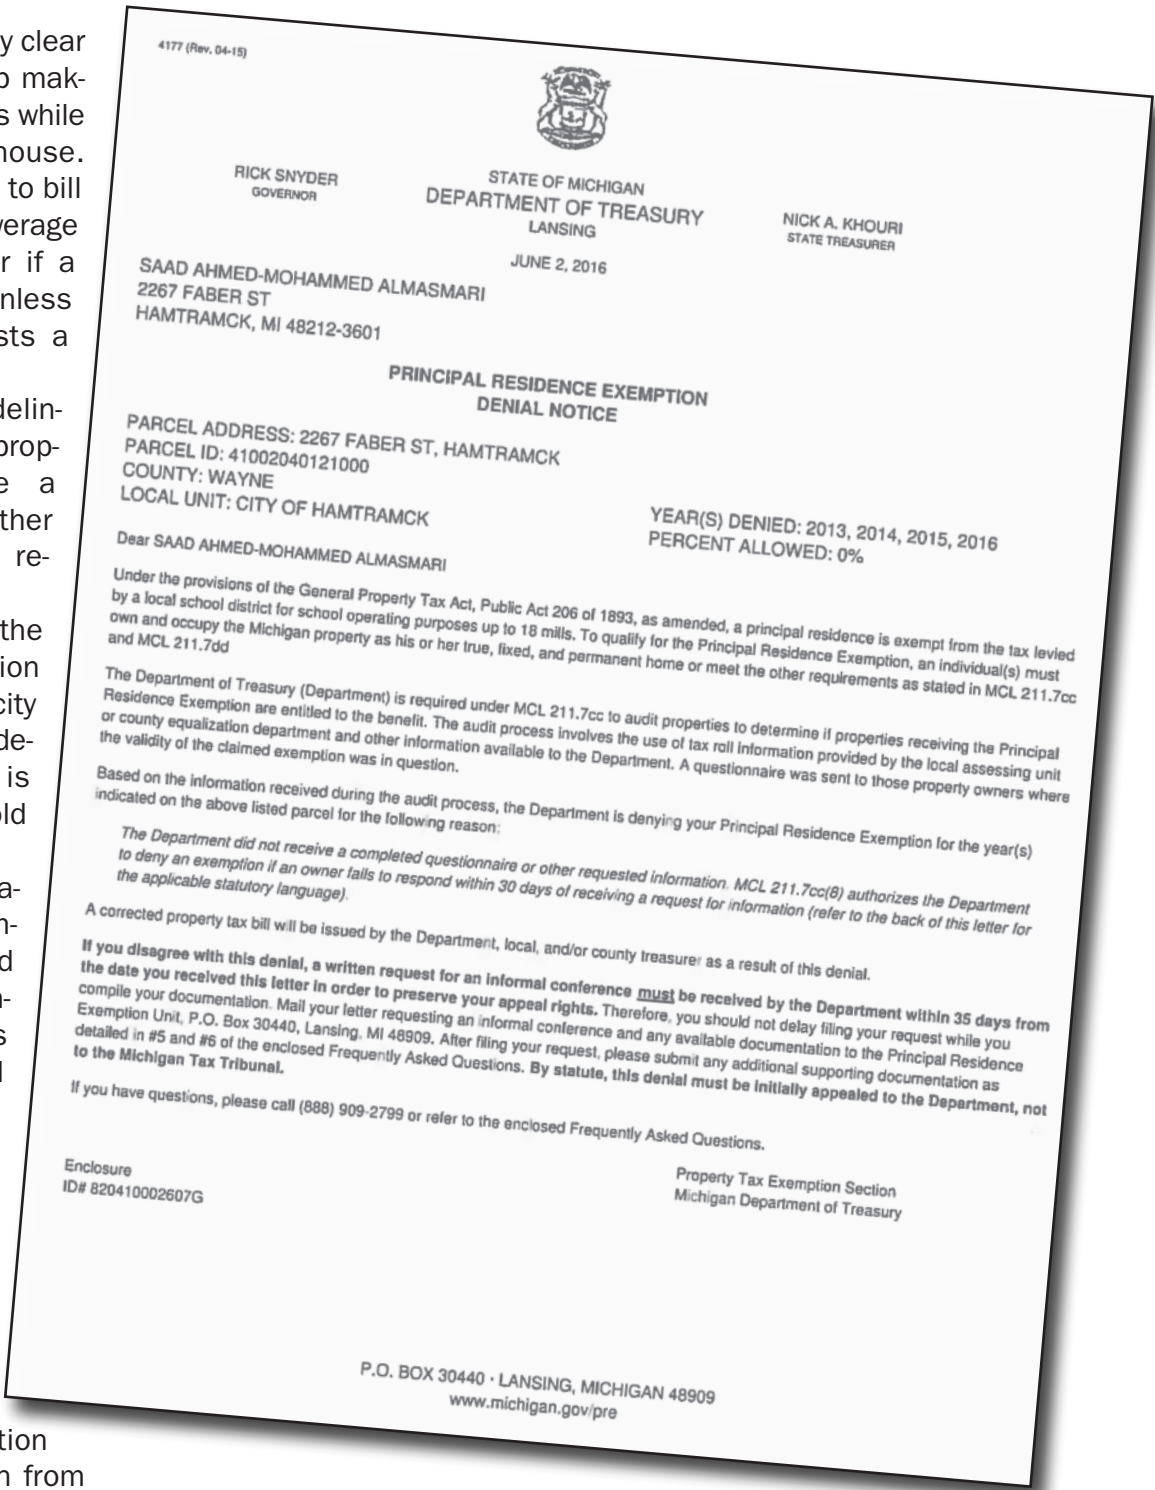 y clear
mak-
s while
house.
to bill
verage
r if a
nless
sts a
delin-
prop-
e a
ther
re-
the
tion
city
de-
is
old
a-
n-
d
n-
s
d
tion
n from
4177 (Rev. 04-15)
RICK SNYDER
GOVERNOR
STATE OF MICHIGAN
DEPARTMENT OF TREASURY
LANSING
NICK A. KHOURI
STATE TREASURER
JUNE 2, 2016
SAAD AHMED-MOHAMMED ALMASMARI
2267 FABER ST
HAMTRAMCK, MI 48212-3601
PRINCIPAL RESIDENCE EXEMPTION
DENIAL NOTICE
PARCEL ADDRESS: 2267 FABER ST, HAMTRAMCK
PARCEL ID: 41002040121000
COUNTY: WAYNE
LOCAL UNIT: CITY OF HAMTRAMCK
YEAR(S) DENIED: 2013, 2014, 2015, 2016
PERCENT ALLOWED: 0%
Dear SAAD AHMED-MOHAMMED ALMASMARI
Under the provisions of the General Property Tax Act, Public Act 206 of 1893, as amended, a principal residence is exempt from the tax levied
by a local school district for school operating purposes up to 18 mills. To qualify for the Principal Residence Exemption, an individual(s) must
own and occupy the Michigan property as his or her true, fixed, and permanent home or meet the other requirements as stated in MCL 211.7cc
and MCL 211.7dd
The Department of Treasury (Department) is required under MCL 211.7cc to audit properties to determine if properties receiving the Principal
Residence Exemption are entitled to the benefit. The audit process involves the use of tax roll information provided by the local assessing unit
or county equalization department and other information available to the Department. A questionnaire was sent to those property owners where
the validity of the claimed exemption was in question.
Based on the information received during the audit process, the Department is denying your Principal Residence Exemption for the year(s)
indicated on the above listed parcel for the following reason:
The Department did not receive a completed questionnaire or other requested information. MCL 211.7cc(8) authorizes the Department
to deny an exemption if an owner fails to respond within 30 days of receiving a request for information (refer to the back of this letter for
the applicable statutory language).
A corrected property tax bill will be issued by the Department, local, and/or county treasurer as a result of this denial.
If you disagree with this denial, a written request for an informal conference must be received by the Department within 35 days from
the date you received this letter in order to preserve your appeal rights. Therefore, you should not delay filing your request while you
compile your documentation. Mail your letter requesting an informal conference and any available documentation to the Principal Residence
Exemption Unit, P.O. Box 30440, Lansing, MI 48909. After filing your request, please submit any additional supporting documentation as
detailed in #5 and #6 of the enclosed Frequently Asked Questions. By statute, this denial must be initially appealed to the Department, not
to the Michigan Tax Tribunal.
If you have questions, please call (888) 909-2799 or refer to the enclosed Frequently Asked Questions.
Enclosure
ID# 820410002607G
Property Tax Exemption Section
Michigan Department of Treasury
P.O. BOX 30440 · LANSING, MICHIGAN 48909
www.michigan.gov/pre